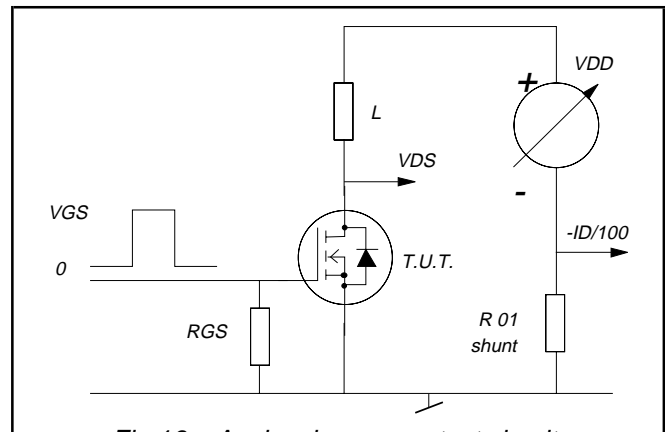 VDD
+
L
VDS
-
VGS
-ID/100
0
T.U.T.
RGS
R 01
shunt